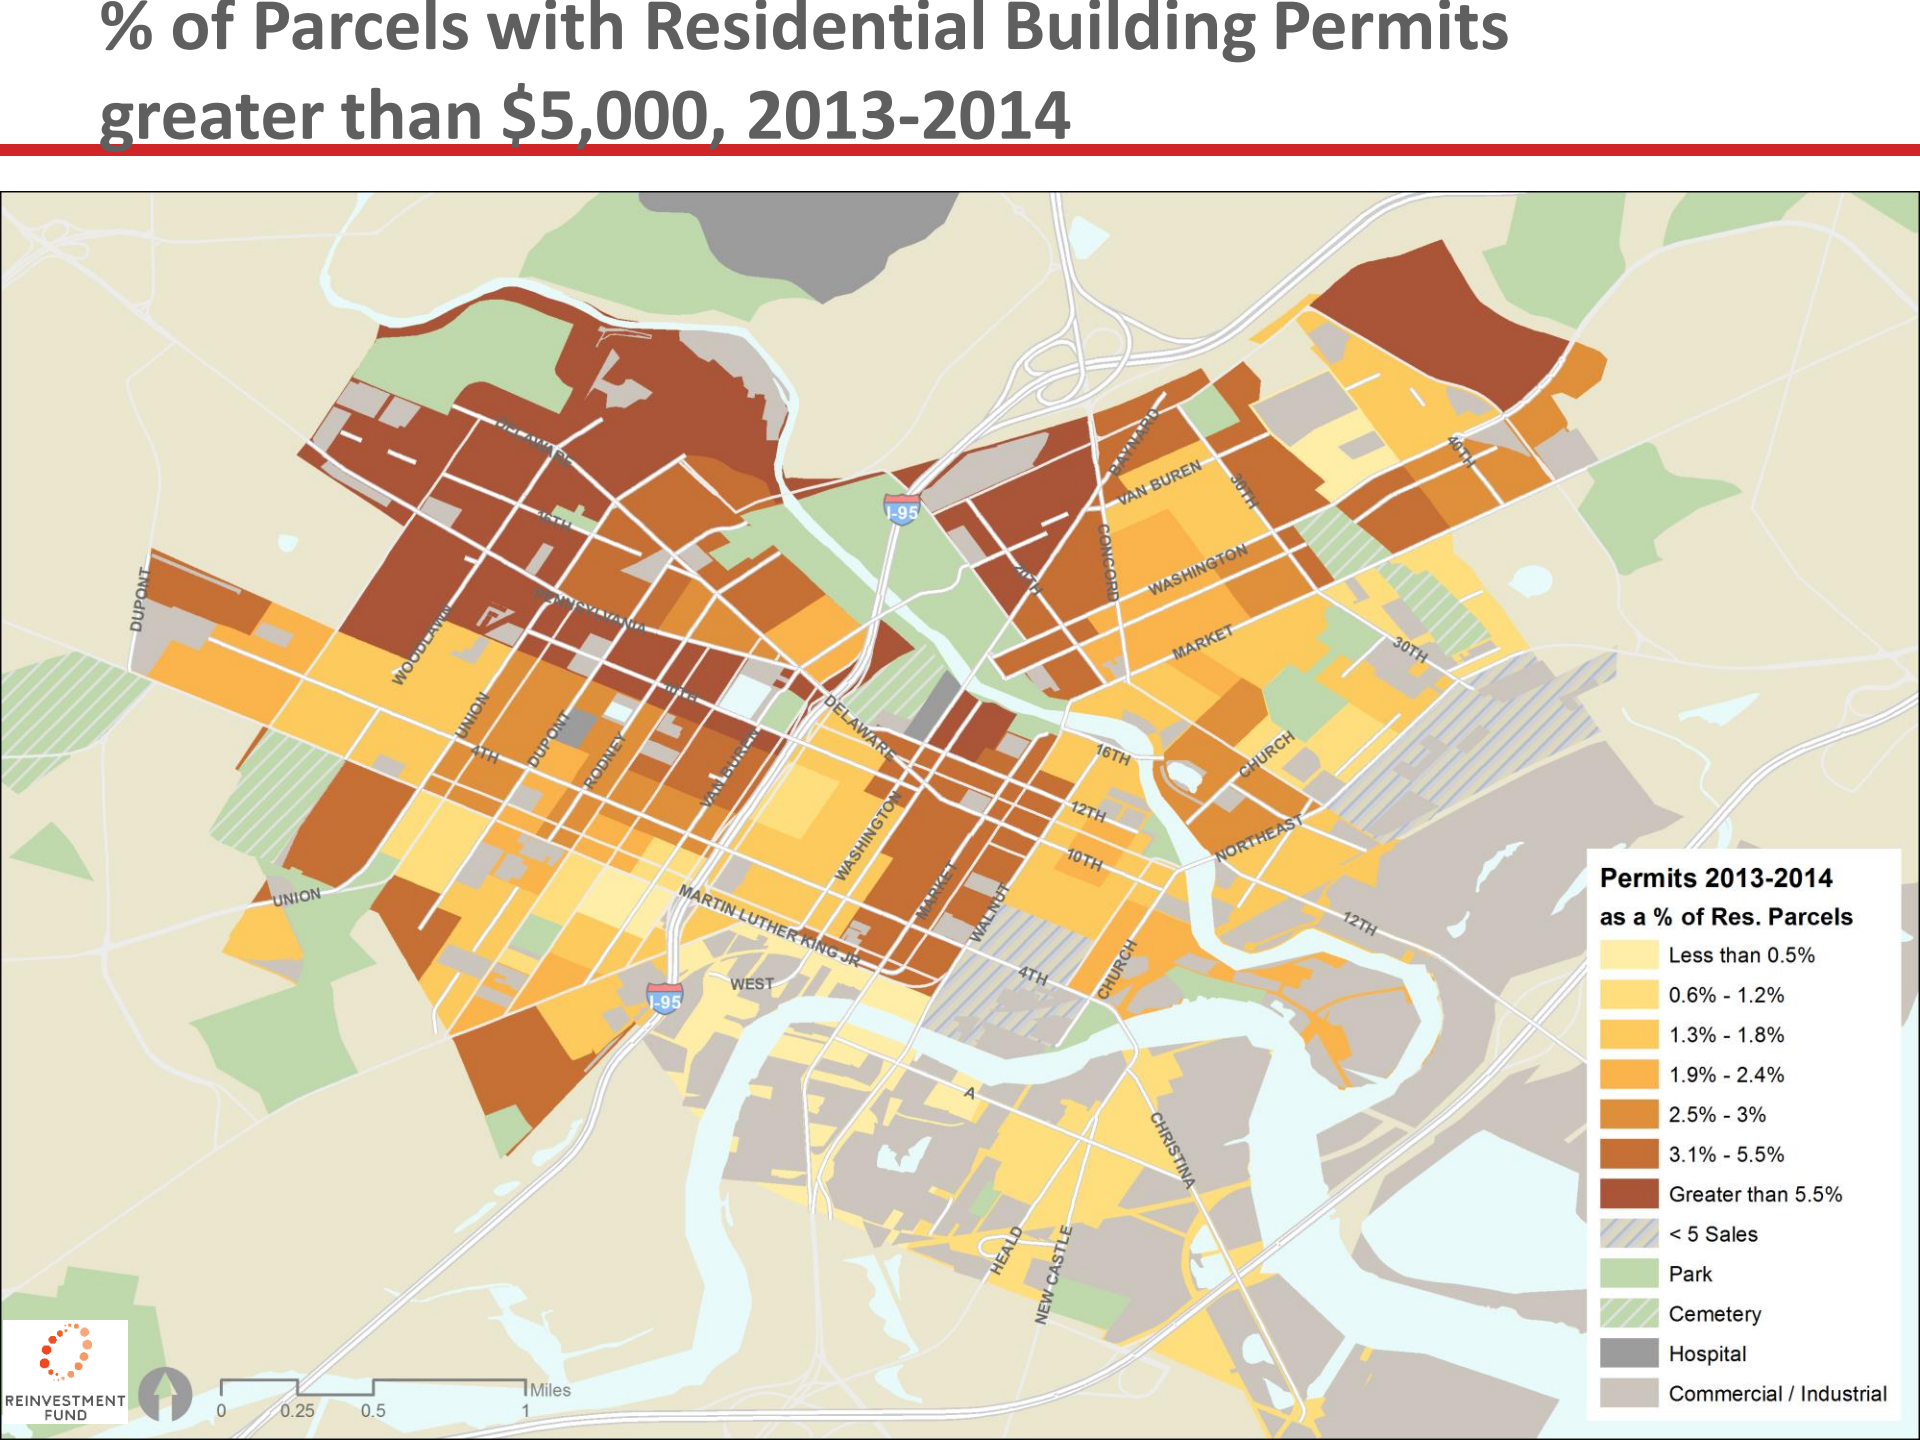 % of Parcels with Residential Building Permits
greater than $5,000, 2013-2014
DELAWARE
16TH
PENNSYLVANIA
10TH
DUPONT
WOODLAWN
UNION
4TH
DUPONT
RODNEY
VAN BUREN
DELAWARE
UNION
WASHINGTON
MARKET
WALNUT
MARTIN LUTHER KING JR
WEST
I-95
I-95
BAYNARD
VAN BUREN
30TH
40TH
CONCORD
WASHINGTON
MARKET
30TH
16TH
CHURCH
12TH
10TH
NORTHEAST
12TH
4TH
CHURCH
A
CHRISTINA
HEALD
NEW CASTLE
Permits 2013-2014
as a % of Res. Parcels
Less than 0.5%
0.6% - 1.2%
1.3% - 1.8%
1.9% - 2.4%
2.5% - 3%
3.1% - 5.5%
Greater than 5.5%
< 5 Sales
Park
Cemetery
Hospital
Commercial / Industrial
REINVESTMENT
FUND
Miles
0 0.25 0.5 1